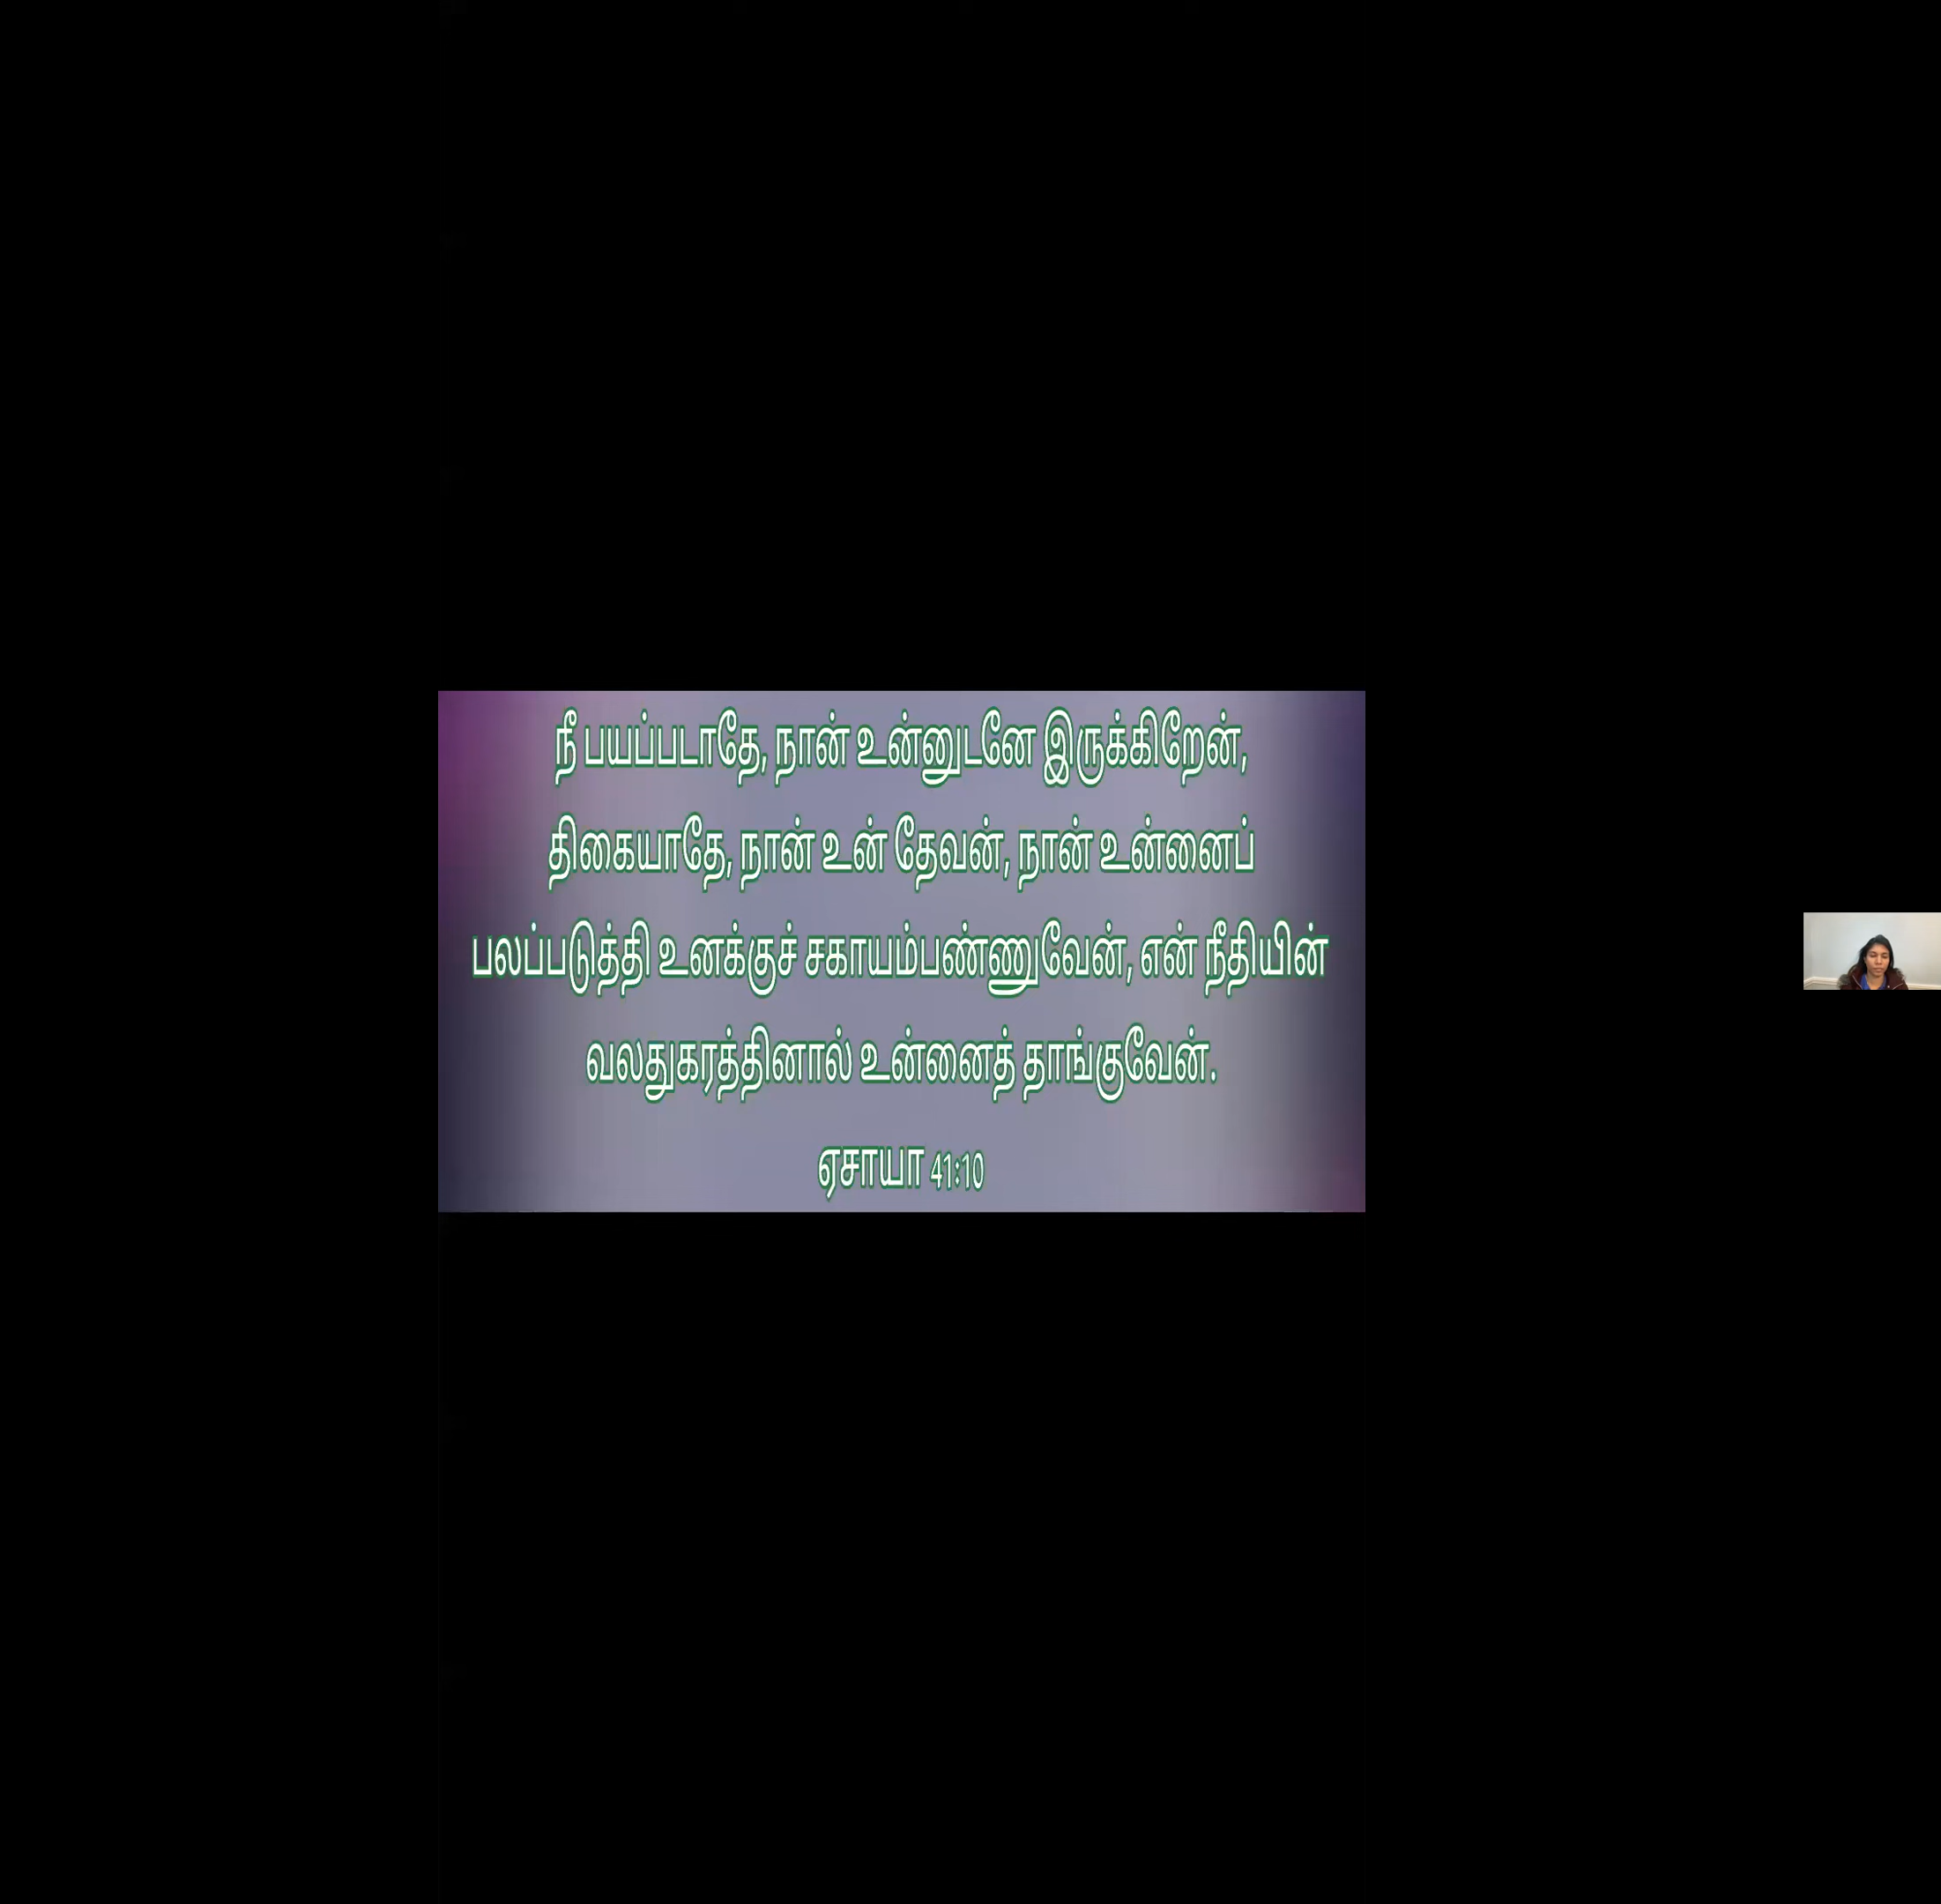 நீ பயப்படாதே, நான் உன்னுடனே இருக்கிறேன்,
திகையாதே, நான் உன் தேவன், நான் உன்னைப்
பலப்படுத்தி உனக்குச் சகாயம்பண்ணுவேன், என் நீதியின்
வலதுகரத்தினால் உன்னைத் தாங்குவேன்.
ஏசாயா 41:10